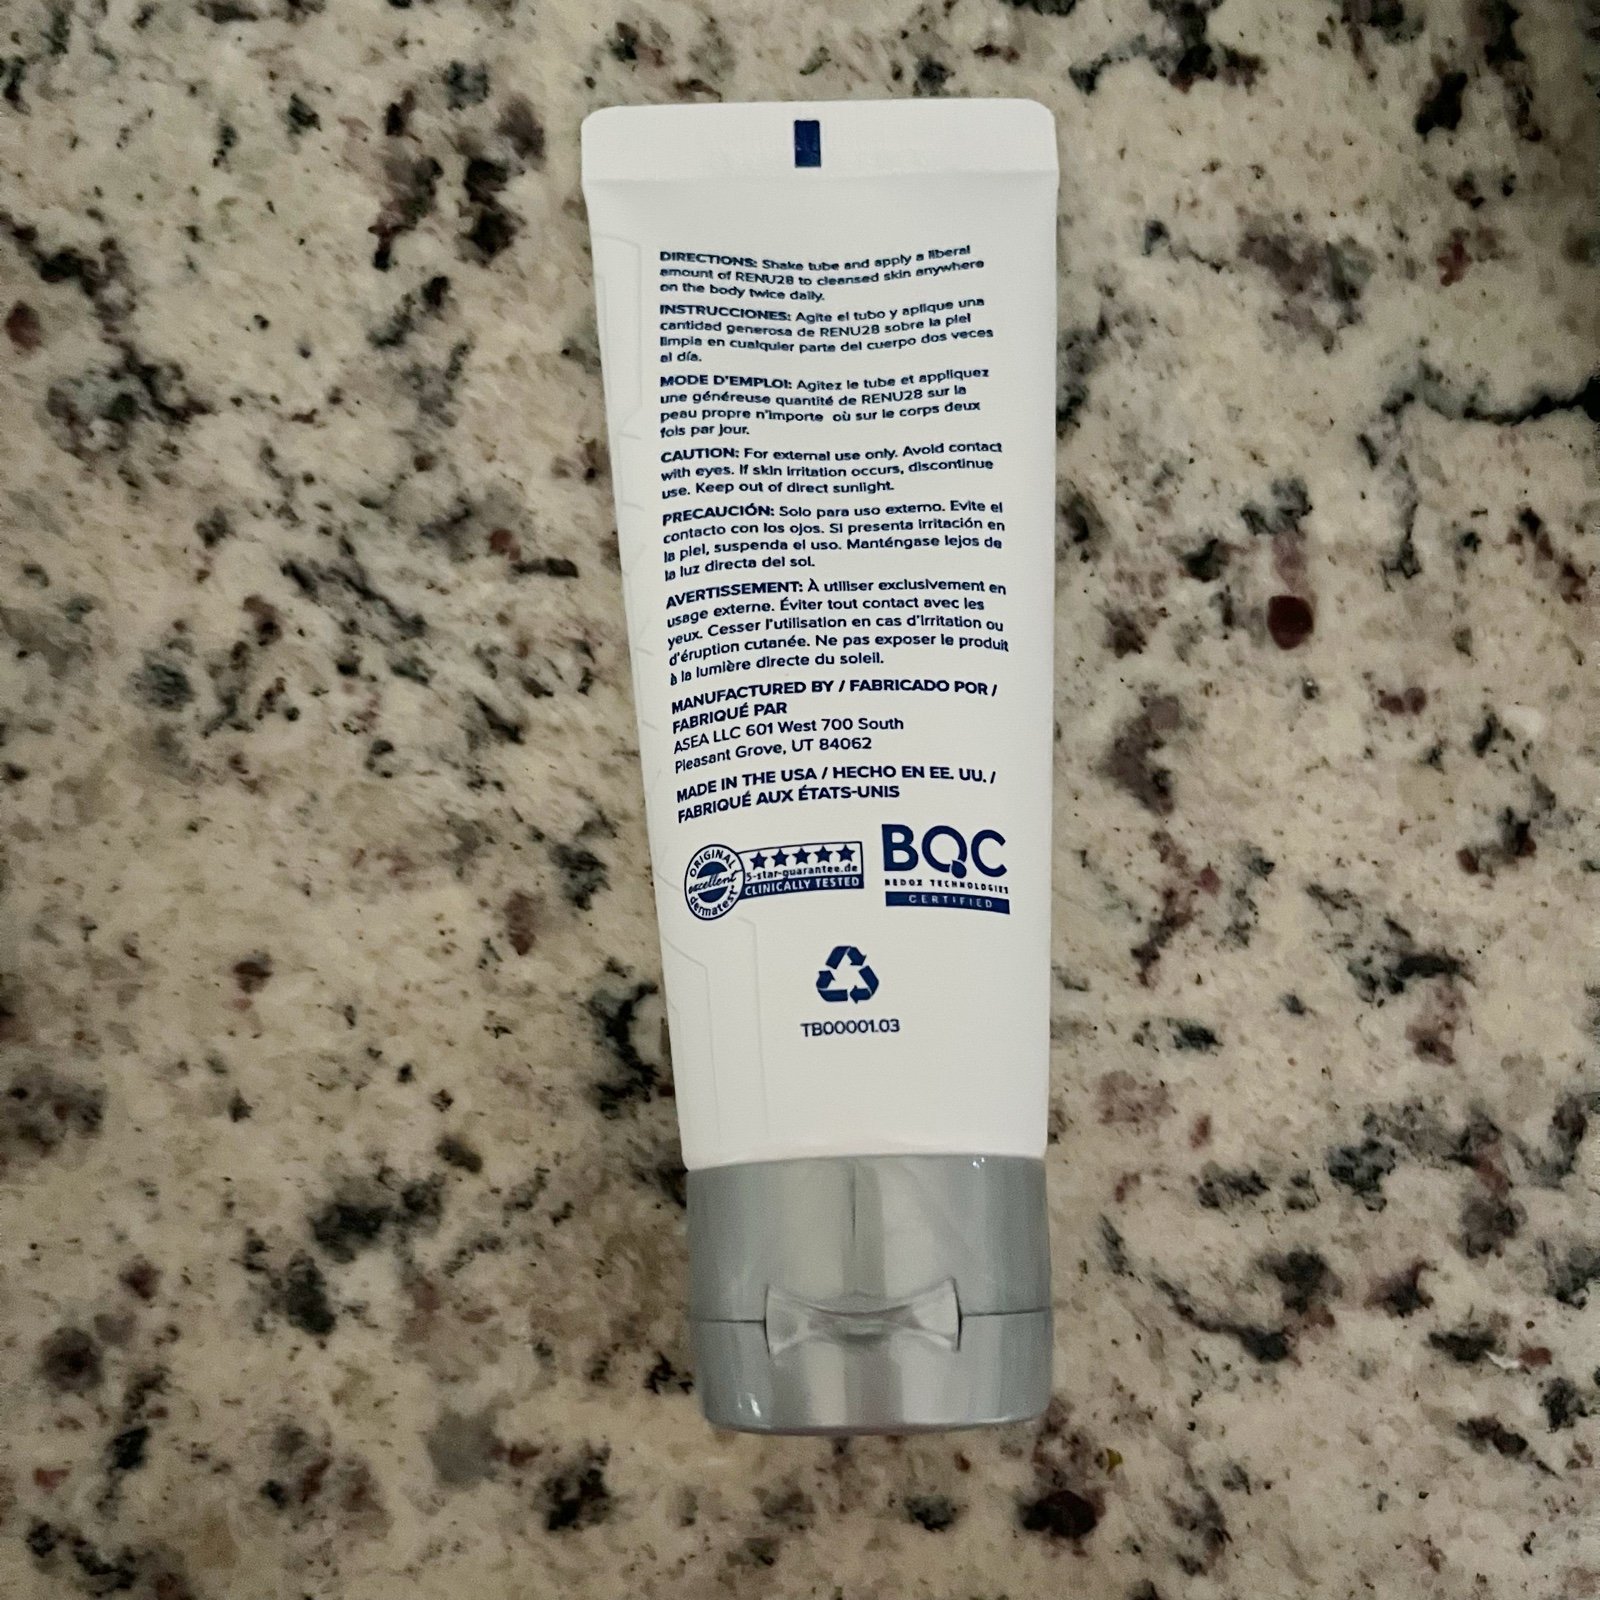 DIRECTIONS: Shake tube and apply a liberal
amount of RENU28 to cleansed skin anywhere
on the body twice daily.
INSTRUCCIONES: Agite el tubo y aplique una
cantidad generosa de RENU28 sobre la piel
limpia en cualquier parte del cuerpo dos veces
al día.
MODE D'EMPLOI: Agitez le tube et appliquez
une généreuse quantité de RENU28 sur la
peau propre n'importe où sur le corps deux
fois par jour.
CAUTION: For external use only. Avoid contact
with eyes. If skin irritation occurs, discontinue
use. Keep out of direct sunlight.
PRECAUCIÓN: Solo para uso externo. Evite el
contacto con los ojos. Si presenta irritación en
la piel, suspenda el uso. Manténgase lejos de
la luz directa del sol.
AVERTISSEMENT: À utiliser exclusivement en
usage externe. Éviter tout contact avec les
yeux. Cesser l'utilisation en cas d'irritation ou
d'éruption cutanée. Ne pas exposer le produit
à la lumière directe du soleil.
MANUFACTURED BY / FABRICADO POR /
FABRIQUÉ PAR
ASEA LLC 601 West 700 South
Pleasant Grove, UT 84062
MADE IN THE USA / HECHO EN EE. UU. /
FABRIQUÉ AUX ÉTATS-UNIS
ORIGINAL
excellent
dermatest
5-star-guarantee.de
CLINICALLY TESTED
BQC
REDOX TECHNOLOGIES
CERTIFIED
TB00001.03